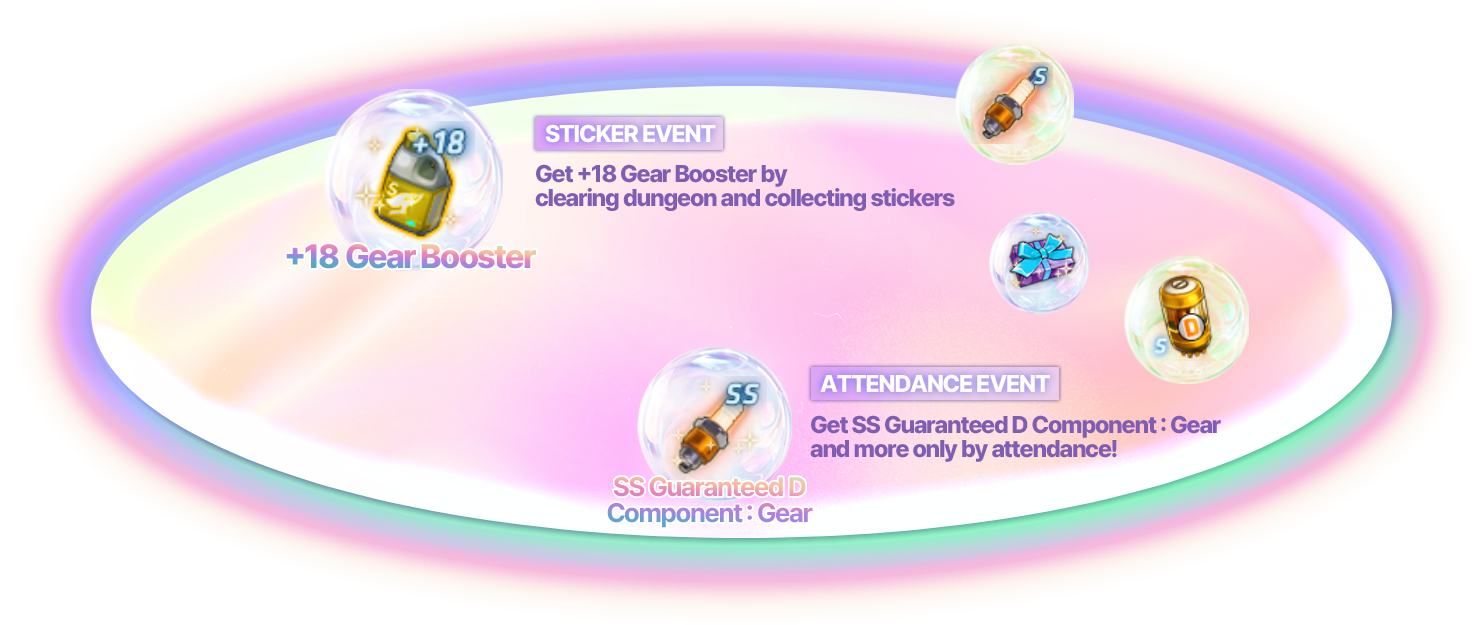 +18
S
+18 Gear Booster
STICKER EVENT
Get +18 Gear Booster by
clearing dungeon and collecting stickers
S
D
S
SS
SS Guaranteed D
Component : Gear
ATTENDANCE EVENT
Get SS Guaranteed D Component : Gear
and more only by attendance!